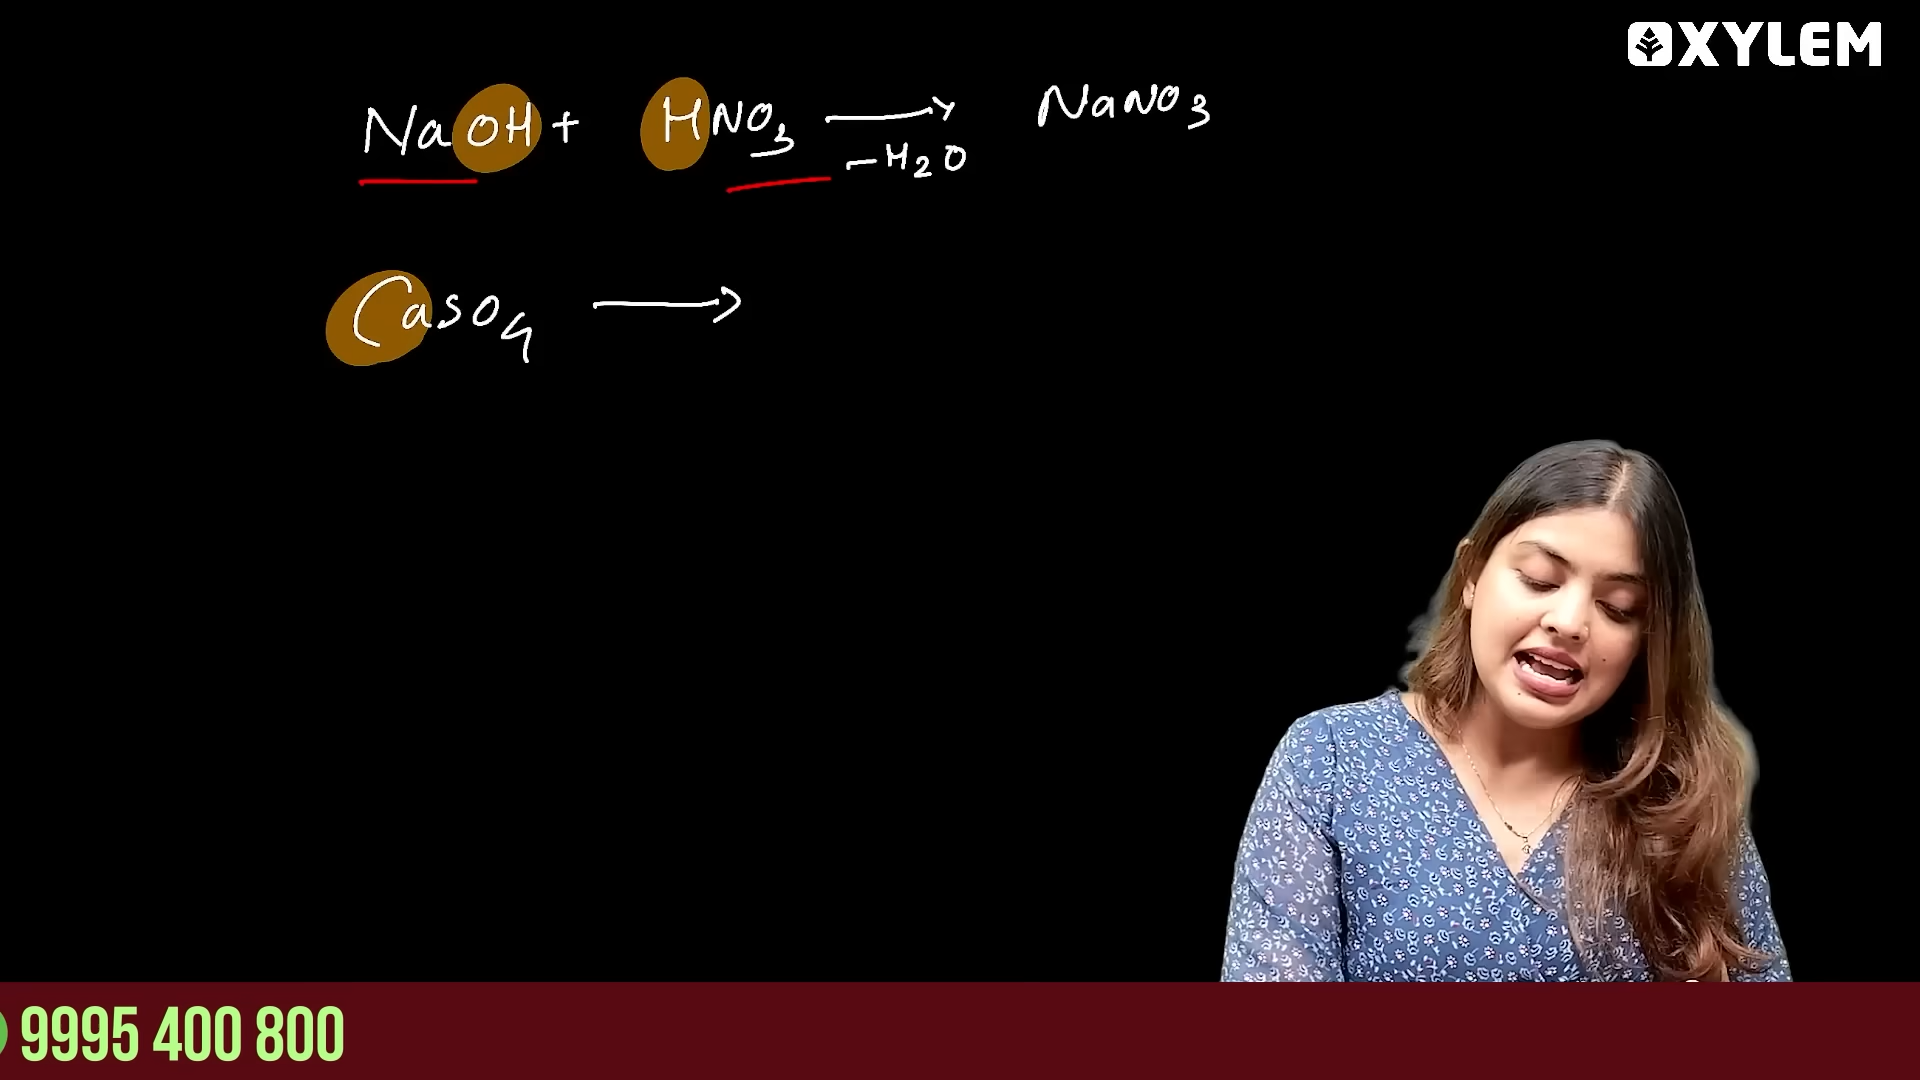 XYLEM
NaOH + HNO3 → NaNO3
-H2O
CaSO4 →
9995 400 800